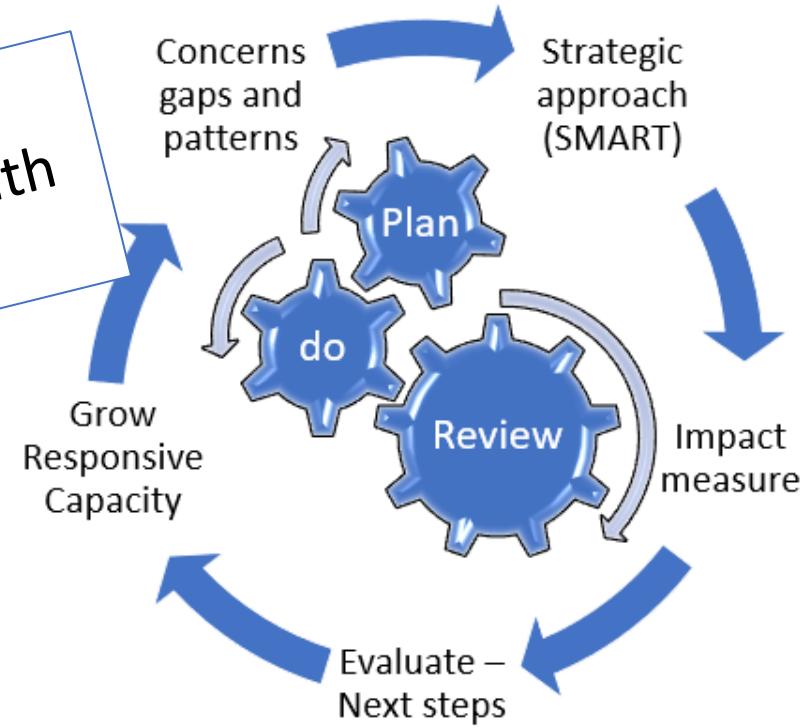 Concerns
gaps and
patterns
Strategic
approach
(SMART)
Plan
do
Review
Impact
measure
Evaluate –
Next steps
Grow
Responsive
Capacity